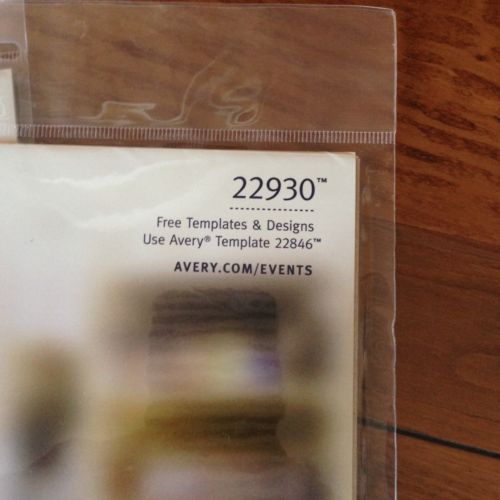 22930™
Free Templates & Designs
Use Avery® Template 22846™
AVERY.COM/EVENTS